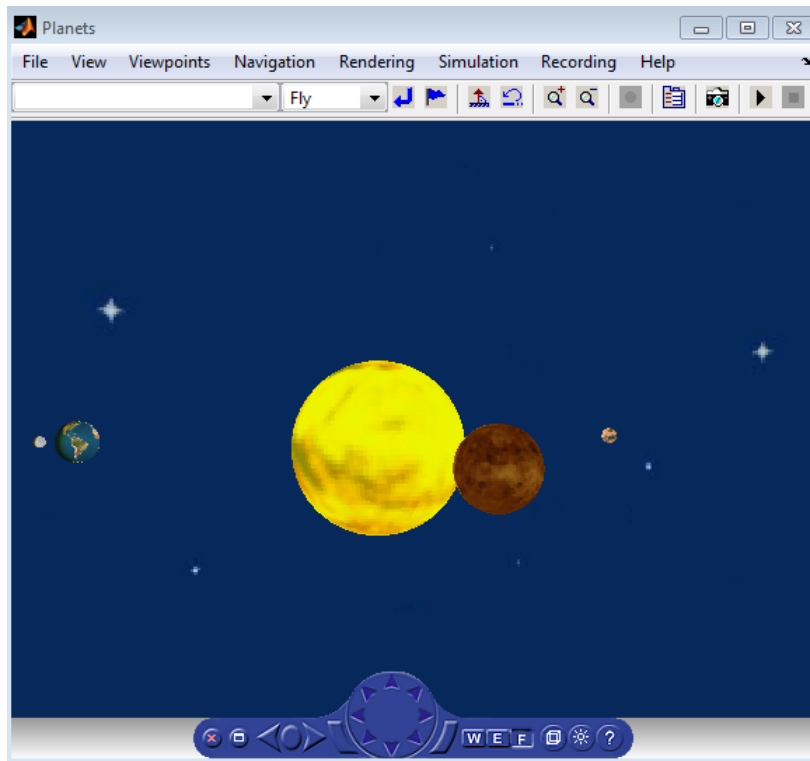 Planets
File View Viewpoints Navigation Rendering Simulation Recording Help
Fly
W E F ?